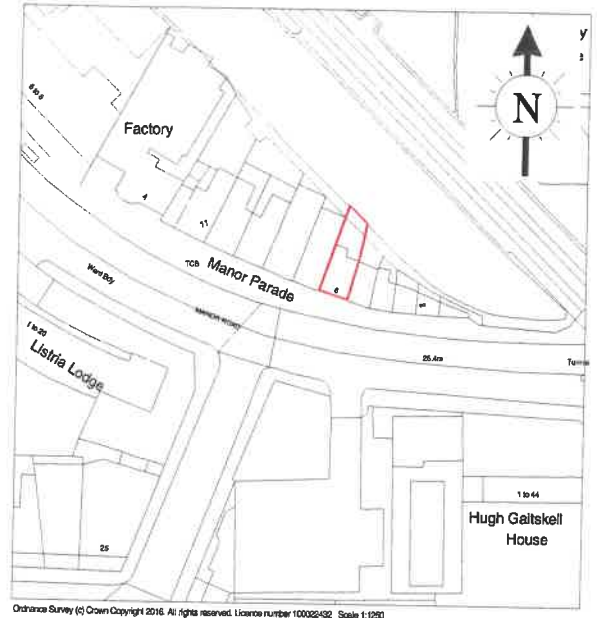 y
N
6 to 8
Factory
4
11
TCB
Manor Parade
6
Ward Bdy
MANOR ROAD
1 to 20
Listria Lodge
26.4m
25
1 to 44
Hugh Gaitskell
House
Ordnance Survey (c) Crown Copyright 2016. All rights reserved. Licence number 100022432 Scale 1:1250